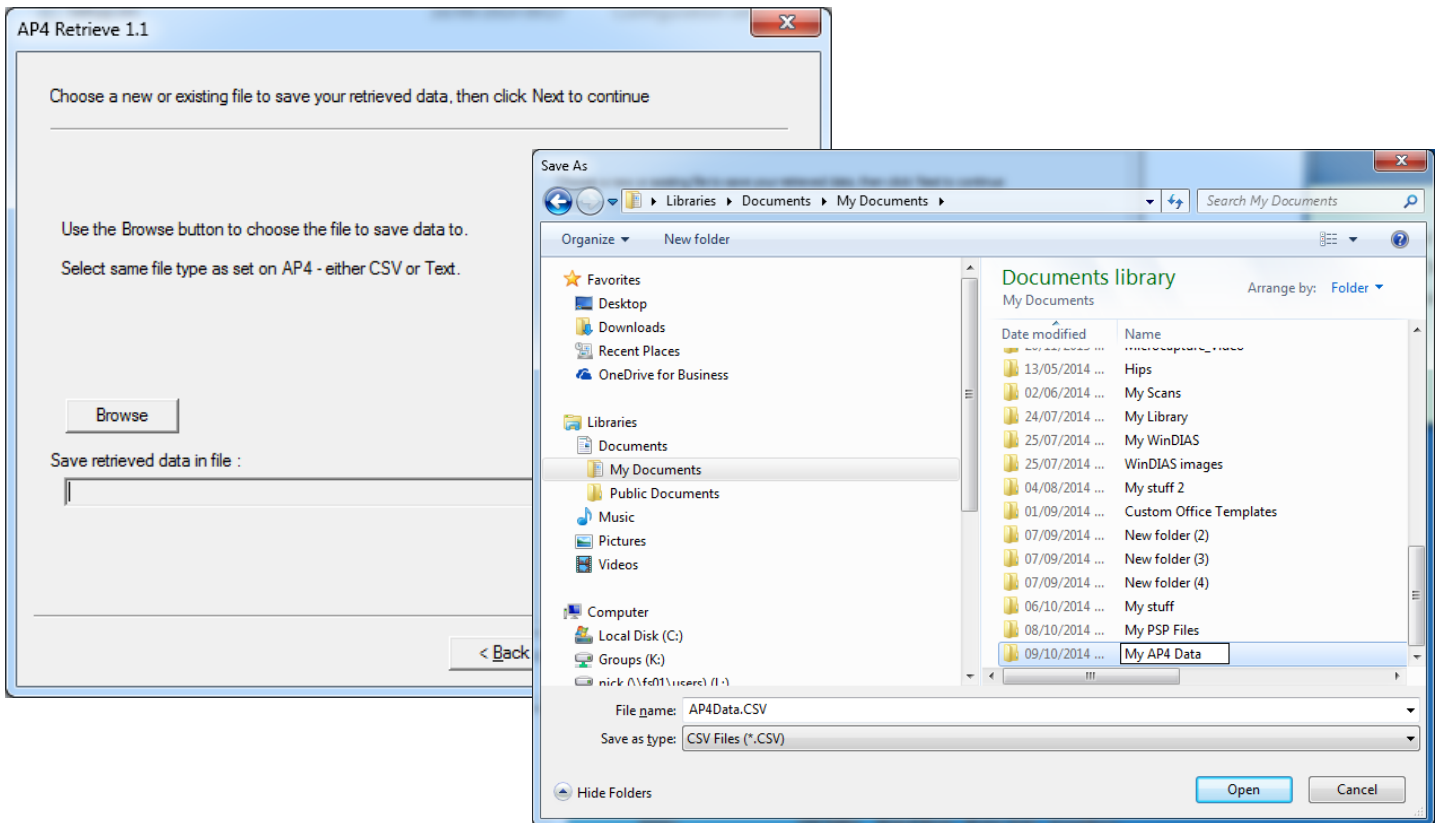 AP4 Retrieve 1.1
Choose a new or existing file to save your retrieved data, then click Next to continue
Use the Browse button to choose the file to save data to.
Select same file type as set on AP4 - either CSV or Text.
Browse
Save retrieved data in file :
< Back
Save As
Libraries Documents My Documents
Search My Documents
Organize New folder
Favorites
Desktop
Downloads
Recent Places
OneDrive for Business
Libraries
Documents
My Documents
Public Documents
Music
Pictures
Videos
Computer
Local Disk (C:)
Groups (K:)
Documents library
My Documents
Arrange by: Folder
Date modified Name
13/05/2014 ... Hips
02/06/2014 ... My Scans
24/07/2014 ... My Library
25/07/2014 ... My WinDIAS
25/07/2014 ... WinDIAS images
04/08/2014 ... My stuff 2
01/09/2014 ... Custom Office Templates
07/09/2014 ... New folder (2)
07/09/2014 ... New folder (3)
07/09/2014 ... New folder (4)
06/10/2014 ... My stuff
08/10/2014 ... My PSP Files
09/10/2014 ... My AP4 Data
File name: AP4Data.CSV
Save as type: CSV Files (*.CSV)
Hide Folders
Open
Cancel